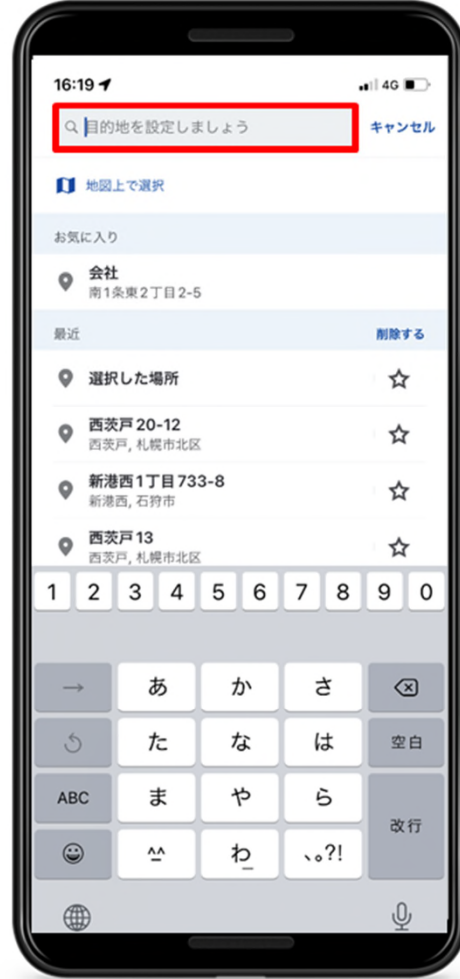 16:19 4G
目的地を設定しましょう キャンセル
地図上で選択
お気に入り
会社
南1条東2丁目2-5
最近 削除する
選択した場所
西茨戸20-12
西茨戸, 札幌市北区
新港西1丁目733-8
新港西, 石狩市
西茨戸13
西茨戸, 札幌市北区
1 2 3 4 5 6 7 8 9 0
→ あ か さ
た な は 空白
ABC ま や ら
改行
^^ わ_ 、。?!